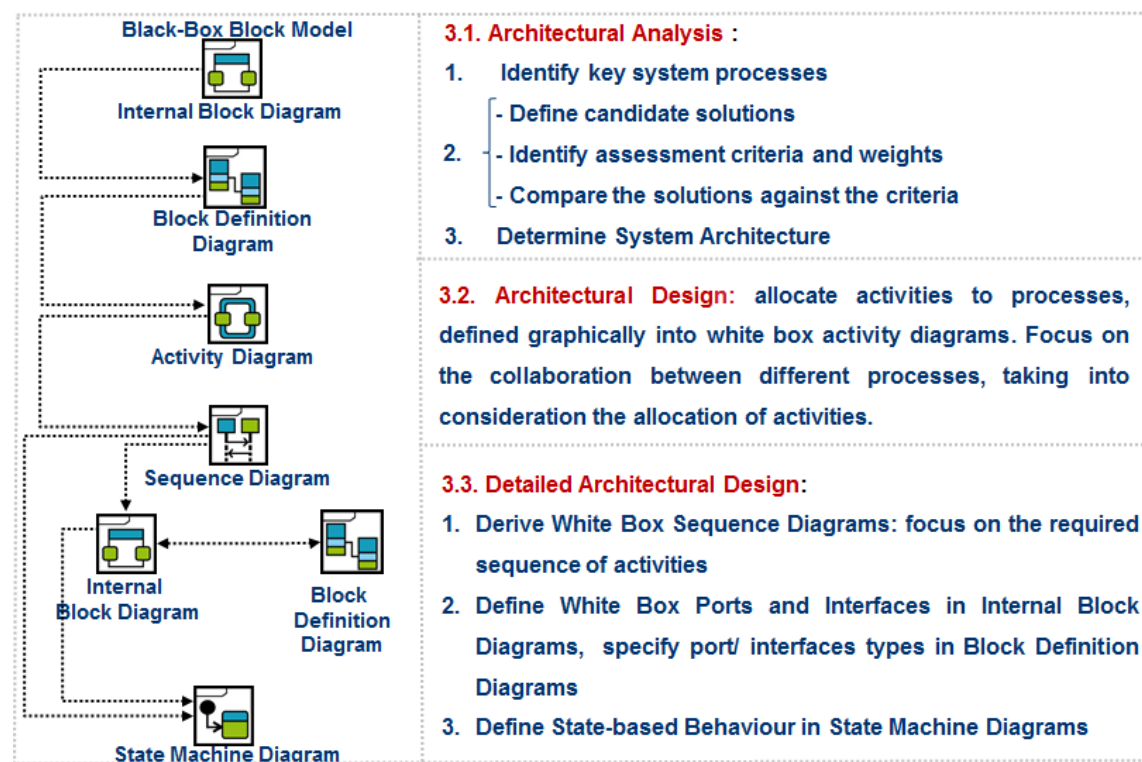 Black-Box Block Model
Internal Block Diagram
Block Definition
Diagram
Activity Diagram
Sequence Diagram
Internal
Block Diagram
Block
Definition
Diagram
State Machine Diagram
3.1. Architectural Analysis :
1. Identify key system processes
- Define candidate solutions
2. - Identify assessment criteria and weights
- Compare the solutions against the criteria
3. Determine System Architecture
3.2. Architectural Design: allocate activities to processes,
defined graphically into white box activity diagrams. Focus on
the collaboration between different processes, taking into
consideration the allocation of activities.
3.3. Detailed Architectural Design:
1. Derive White Box Sequence Diagrams: focus on the required
sequence of activities
2. Define White Box Ports and Interfaces in Internal Block
Diagrams, specify port/ interfaces types in Block Definition
Diagrams
3. Define State-based Behaviour in State Machine Diagrams